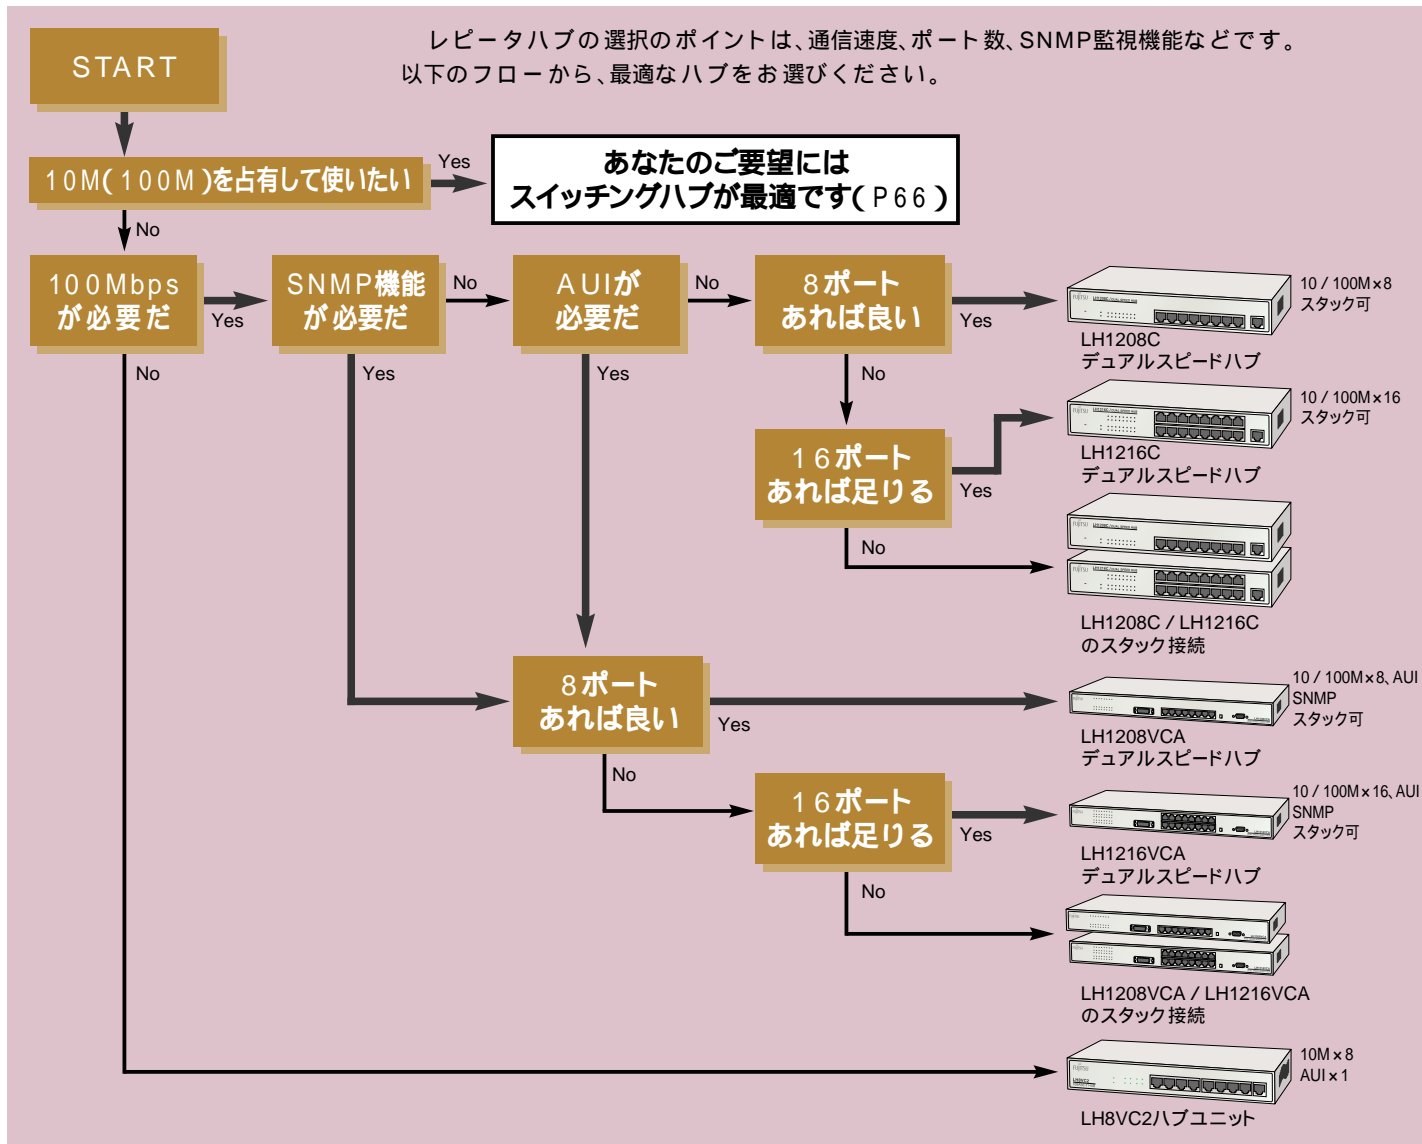 レピータハブの選択のポイントは、通信速度、ポート数、SNMP監視機能などです。
以下のフローから、最適なハブをお選びください。
START
10M(100M)を占有して使いたい
Yes
あなたのご要望には
スイッチングハブが最適です(P66)
No
100Mbps
が必要だ
Yes
No
SNMP機能
が必要だ
No
Yes
AUIが
必要だ
No
Yes
8ポート
あれば良い
Yes
No
FUJITSU
10/100M×8
スタック可
LH1208C
デュアルスピードハブ
16ポート
あれば足りる
Yes
No
FUJITSU
10/100M×16
スタック可
LH1216C
デュアルスピードハブ
FUJITSU
FUJITSU
LH1208C/LH1216C
のスタック接続
8ポート
あれば良い
Yes
No
10/100M×8、AUI
SNMP
スタック可
LH1208VCA
デュアルスピードハブ
16ポート
あれば足りる
Yes
No
10/100M×16、AUI
SNMP
スタック可
LH1216VCA
デュアルスピードハブ
LH1208VCA/LH1216VCA
のスタック接続
FUJITSU
10M×8
AUI×1
LH8VC2ハブユニット